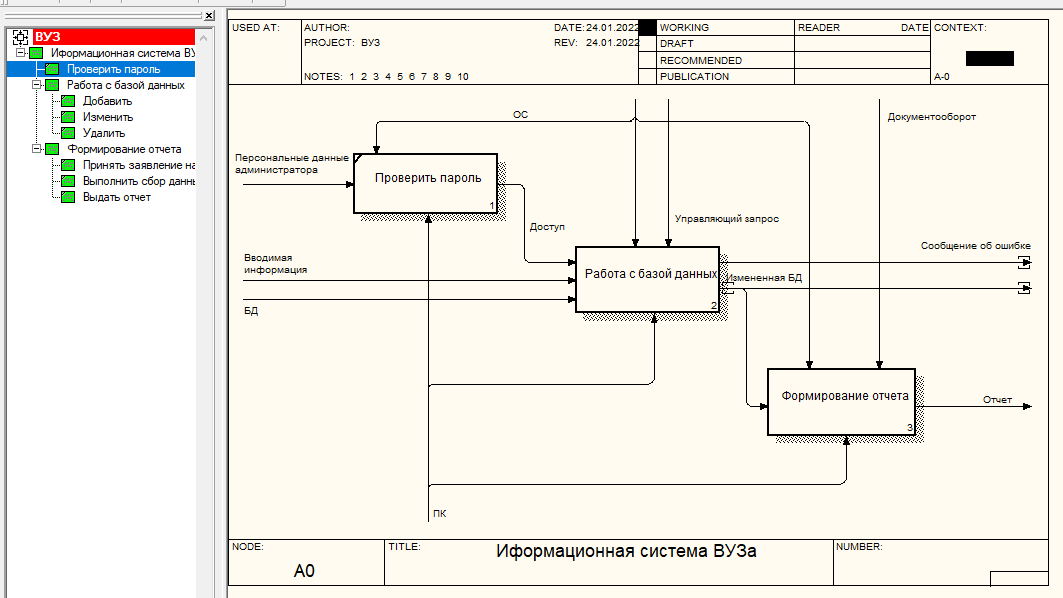 ВУЗ
Иформационная система ВУ
Проверить пароль
Работа с базой данных
Добавить
Изменить
Удалить
Формирование отчета
Принять заявление на
Выполнить сбор данн
Выдать отчет
USED AT:
AUTHOR:
PROJECT: ВУЗ
NOTES: 1 2 3 4 5 6 7 8 9 10
DATE: 24.01.2022
REV: 24.01.2022
WORKING
DRAFT
RECOMMENDED
PUBLICATION
READER
DATE
CONTEXT:
A-0
ОС
Документооборот
Персональные данные
администратора
Проверить пароль
1
Доступ
Управляющий запрос
Вводимая
информация
БД
Работа с базой данных
2
Сообщение об ошибке
Измененная БД
Формирование отчета
3
Отчет
ПК
NODE:
A0
TITLE:
Иформационная система ВУЗа
NUMBER: